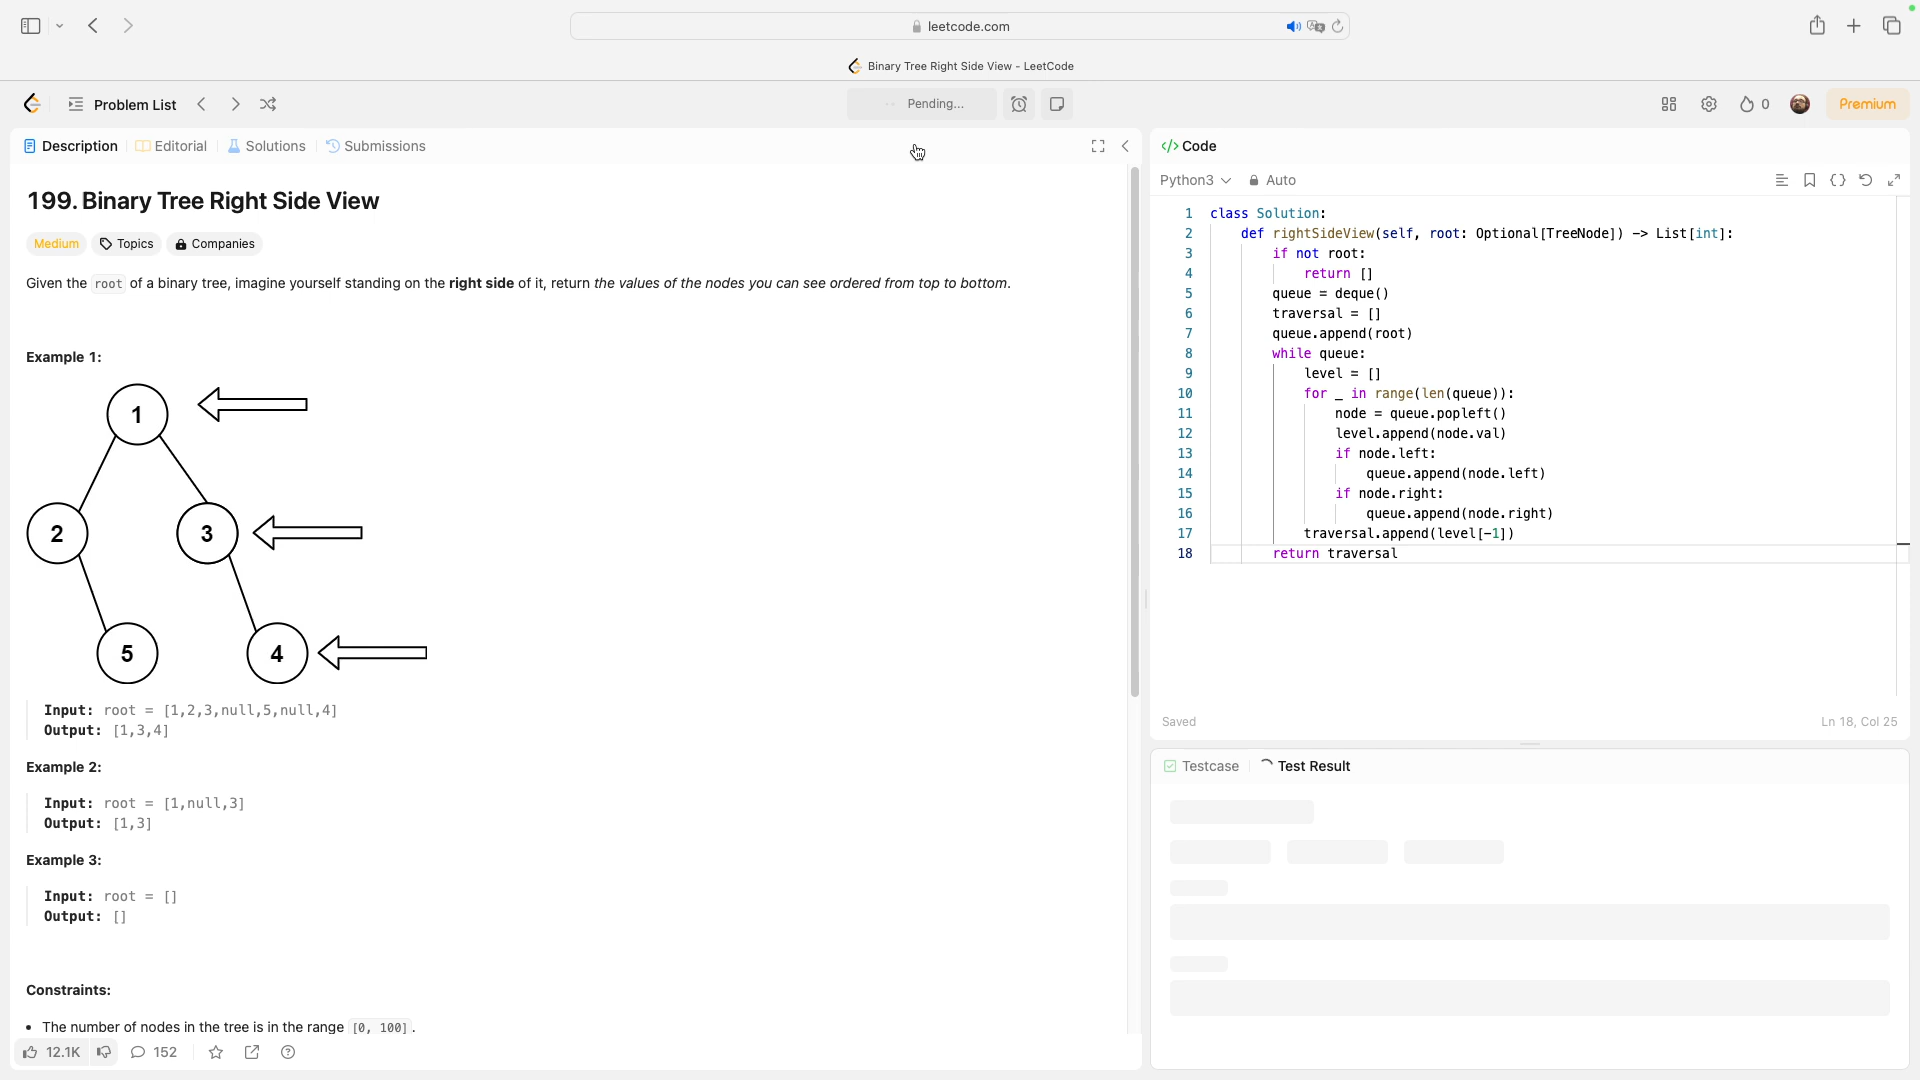 leetcode.com
Binary Tree Right Side View - LeetCode
Problem List
Pending...
0
Premium
Description
Editorial
Solutions
Submissions
199. Binary Tree Right Side View
Medium
Topics
Companies
Given the root of a binary tree, imagine yourself standing on the right side of it, return the values of the nodes you can see ordered from top to bottom.
Example 1:
1
2
3
5
4
Input: root = [1,2,3,null,5,null,4]
Output: [1,3,4]
Example 2:
Input: root = [1,null,3]
Output: [1,3]
Example 3:
Input: root = []
Output: []
Constraints:
• The number of nodes in the tree is in the range [0, 100].
12.1K
152
</> Code
Python3
Auto
1 class Solution:
2 def rightSideView(self, root: Optional[TreeNode]) -> List[int]:
3 if not root:
4 return []
5 queue = deque()
6 traversal = []
7 queue.append(root)
8 while queue:
9 level = []
10 for _ in range(len(queue)):
11 node = queue.popleft()
12 level.append(node.val)
13 if node.left:
14 queue.append(node.left)
15 if node.right:
16 queue.append(node.right)
17 traversal.append(level[-1])
18 return traversal
Saved
Ln 18, Col 25
Testcase
Test Result